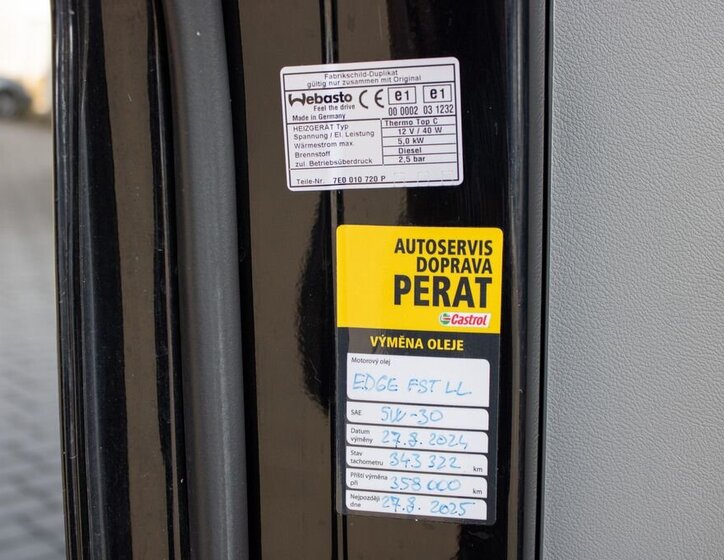 Fabrikschild-Duplikat
gültig nur zusammen mit Original
Webasto CE e1 e1
Feel the drive 00 0002 03 1232
Made in Germany
HEIZGERÄT Typ Thermo Top C
Spannung / El. Leistung 12 V / 40 W
Wärmestrom max. 5,0 kW
Brennstoff Diesel
zul. Betriebsüberdruck 2,5 bar
Teile-Nr. 7E0 010 720 P
AUTOSERVIS
DOPRAVA
PERAT
Castrol
VÝMĚNA OLEJE
Motorový olej
EDGE FST LL
SAE 5W-30
Datum
výměny 27.8.2024
Stav
tachometru 343 322 km
Příští výměna
při 358 000 km
Nejpozději
dne 27.8.2025